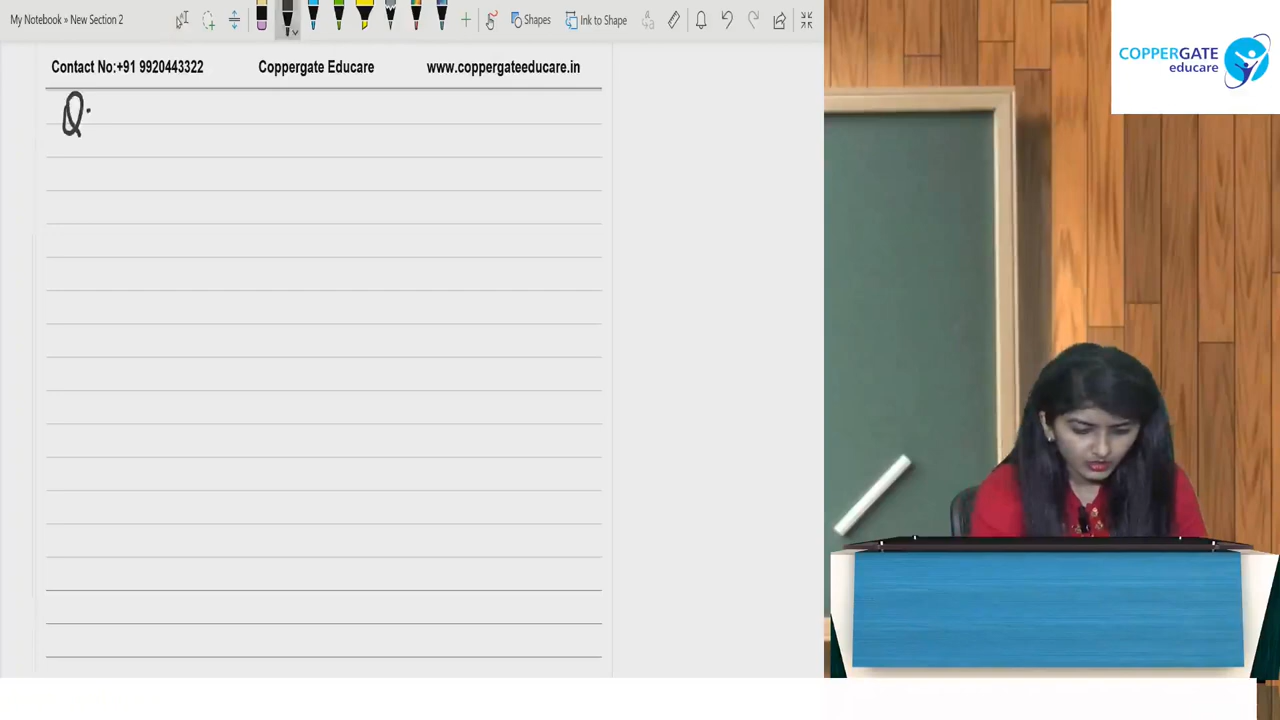 My Notebook » New Section 2
Shapes
Ink to Shape
COPPERGATE
educare
Contact No:+91 9920443322 Coppergate Educare www.coppergateeducare.in
Q.